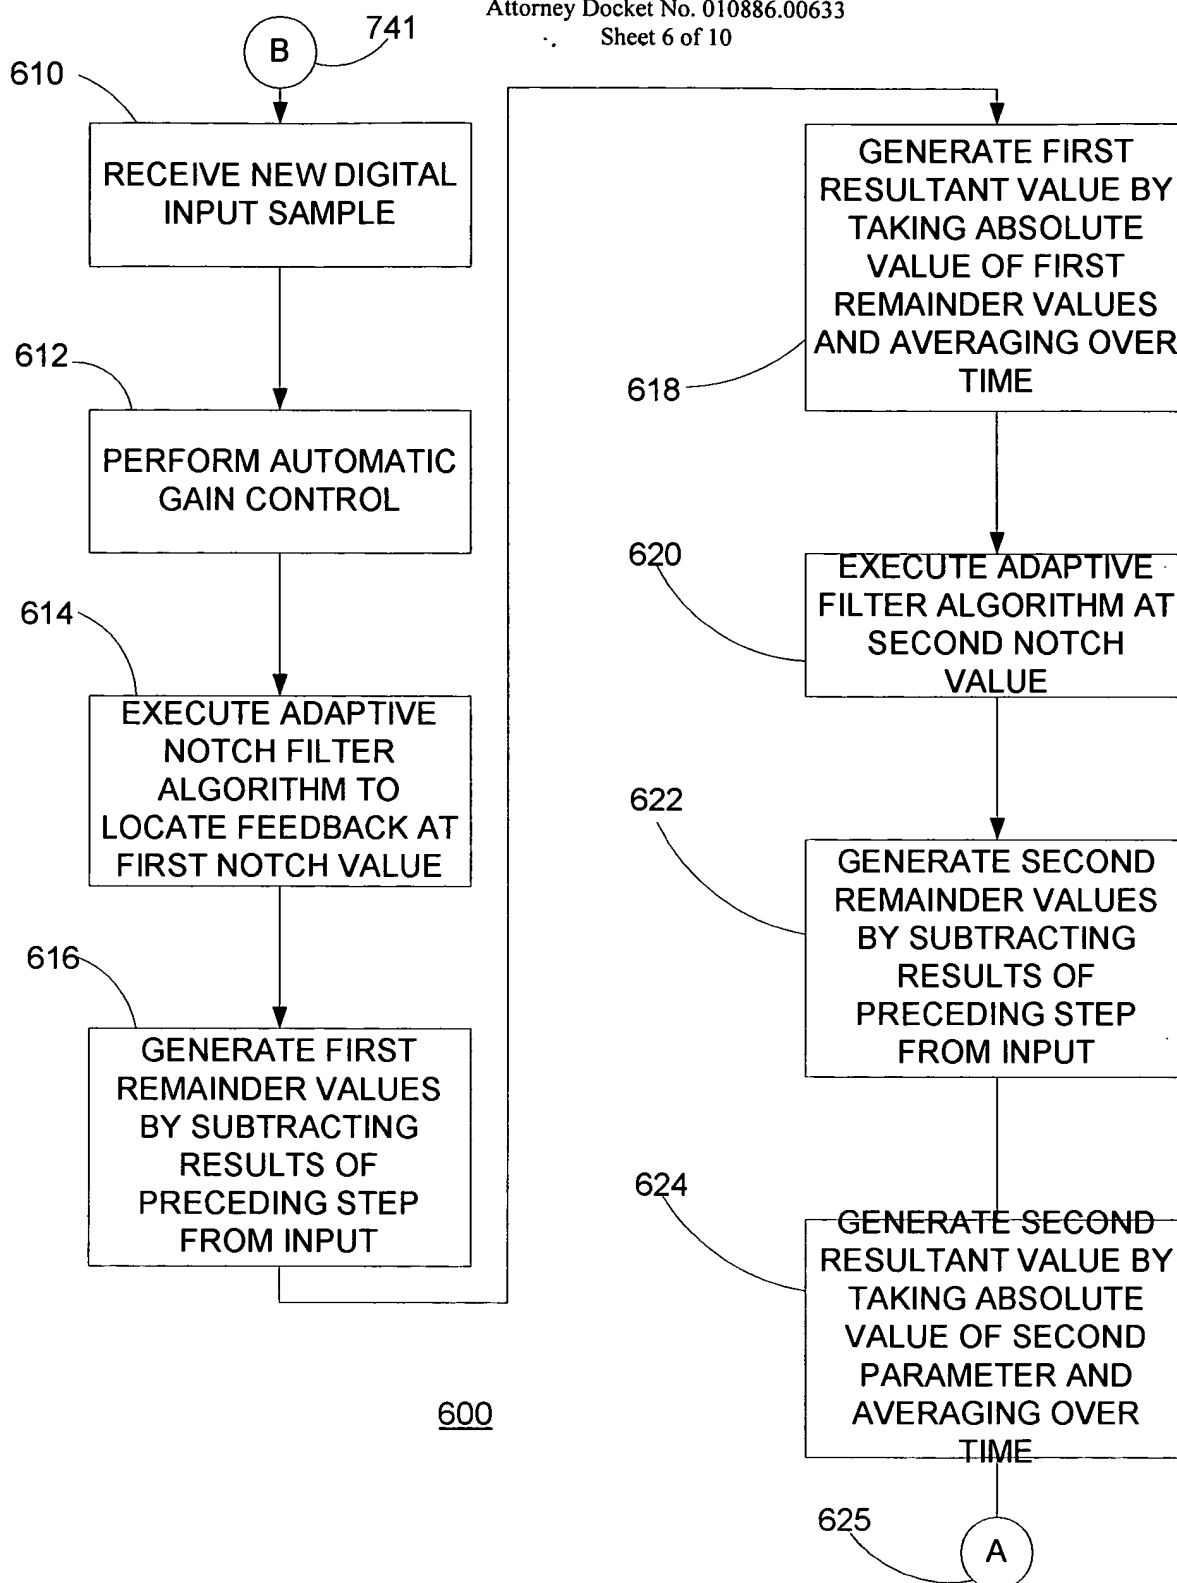 Attorney Docket No. 010886.00633
Sheet 6 of 10
B
741
610
RECEIVE NEW DIGITAL
INPUT SAMPLE
612
PERFORM AUTOMATIC
GAIN CONTROL
614
EXECUTE ADAPTIVE
NOTCH FILTER
ALGORITHM TO
LOCATE FEEDBACK AT
FIRST NOTCH VALUE
616
GENERATE FIRST
REMAINDER VALUES
BY SUBTRACTING
RESULTS OF
PRECEDING STEP
FROM INPUT
GENERATE FIRST
RESULTANT VALUE BY
TAKING ABSOLUTE
VALUE OF FIRST
REMAINDER VALUES
AND AVERAGING OVER
TIME
618
620
EXECUTE ADAPTIVE
FILTER ALGORITHM AT
SECOND NOTCH
VALUE
622
GENERATE SECOND
REMAINDER VALUES
BY SUBTRACTING
RESULTS OF
PRECEDING STEP
FROM INPUT
624
GENERATE SECOND
RESULTANT VALUE BY
TAKING ABSOLUTE
VALUE OF SECOND
PARAMETER AND
AVERAGING OVER
TIME
625
A
600